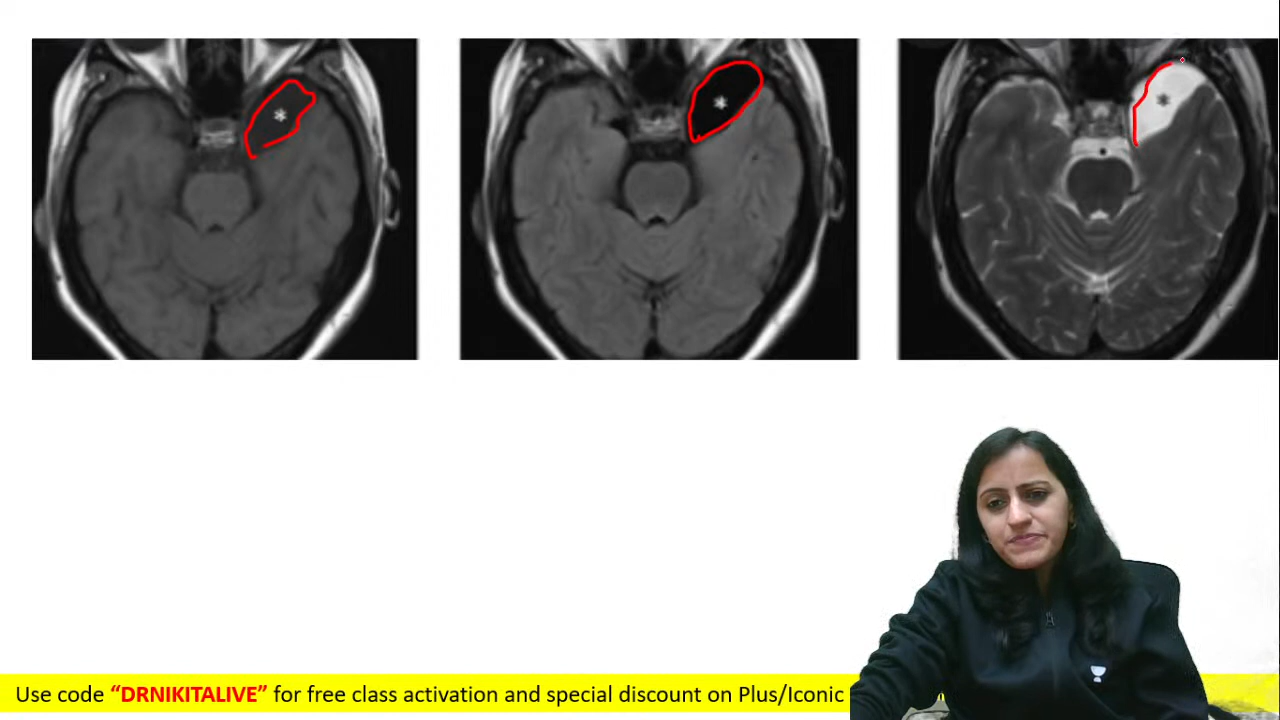 Use code “DRNIKITALIVE” for free class activation and special discount on Plus/Iconic